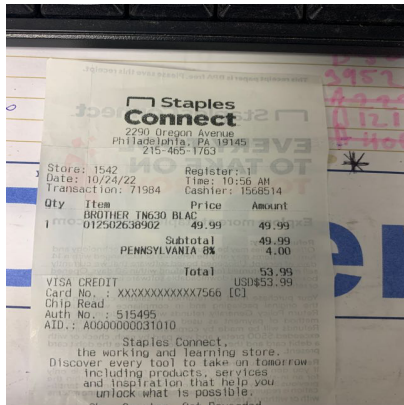 Staples
Connect
2290 Oregon Avenue
Philadelphia, PA 19145
215-465-1763
Store: 1542 Register: 1
Date: 10/24/22 Time: 10:56 AM
Transaction: 71984 Cashier: 1568514
Qty Item Price Amount
BROTHER TN630 BLAC
1 012502638902 49.99 49.99
Subtotal 49.99
PENNSYLVANIA 8% 4.00
Total 53.99
VISA CREDIT USD$53.99
Card No. : XXXXXXXXXXXX7566 [C]
Chip Read
Auth No. : 515495
AID.: A0000000031010
Staples Connect,
the working and learning store.
Discover every tool to take on tomorrow
including products, services
and inspiration that help you
unlock what is possible.